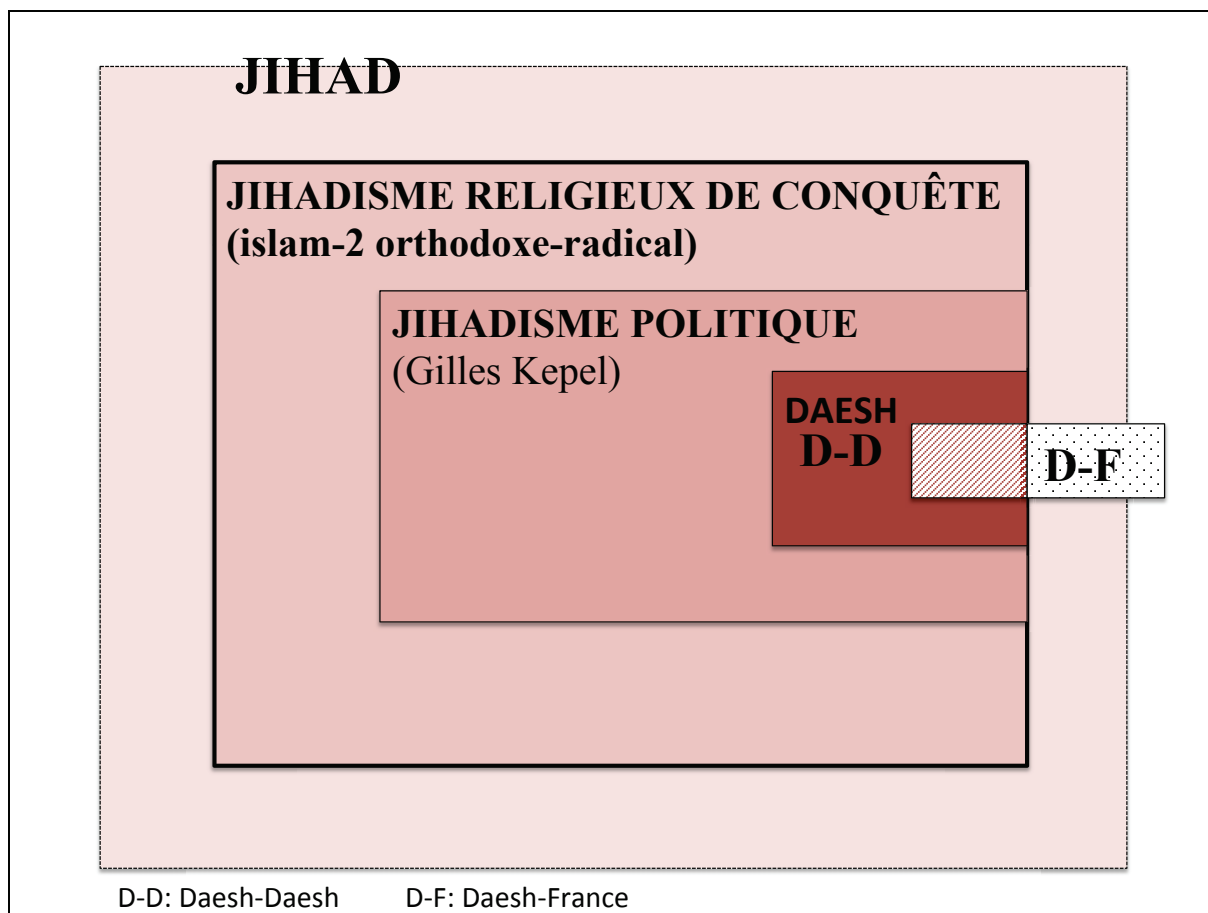 JIHAD
JIHADISME RELIGIEUX DE CONQUÊTE
(islam-2 orthodoxe-radical)
JIHADISME POLITIQUE
(Gilles Kepel)
DAESH
D-D
D-F
D-D: Daesh-Daesh D-F: Daesh-France